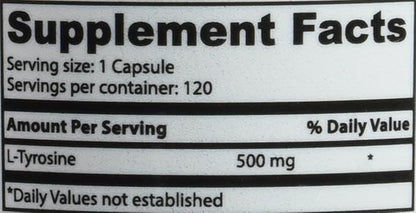 Supplement Facts
Serving size: 1 Capsule
Servings per container: 120
Amount Per Serving % Daily Value
L-Tyrosine 500 mg *
*Daily Values not established